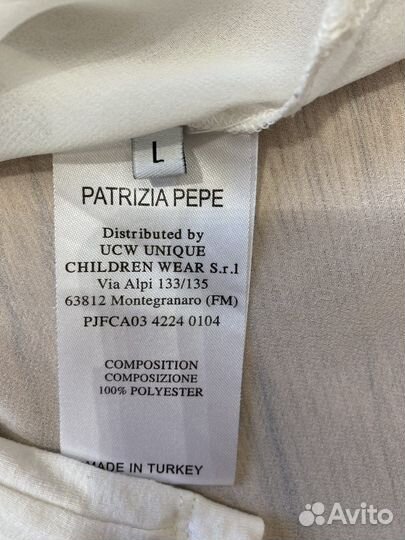 L
PATRIZIA PEPE
Distributed by
UCW UNIQUE
CHILDREN WEAR S.r.l
Via Alpi 133/135
63812 Montegranaro (FM)
PJFCA03 4224 0104
COMPOSITION
COMPOSIZIONE
100% POLYESTER
MADE IN TURKEY
Avito